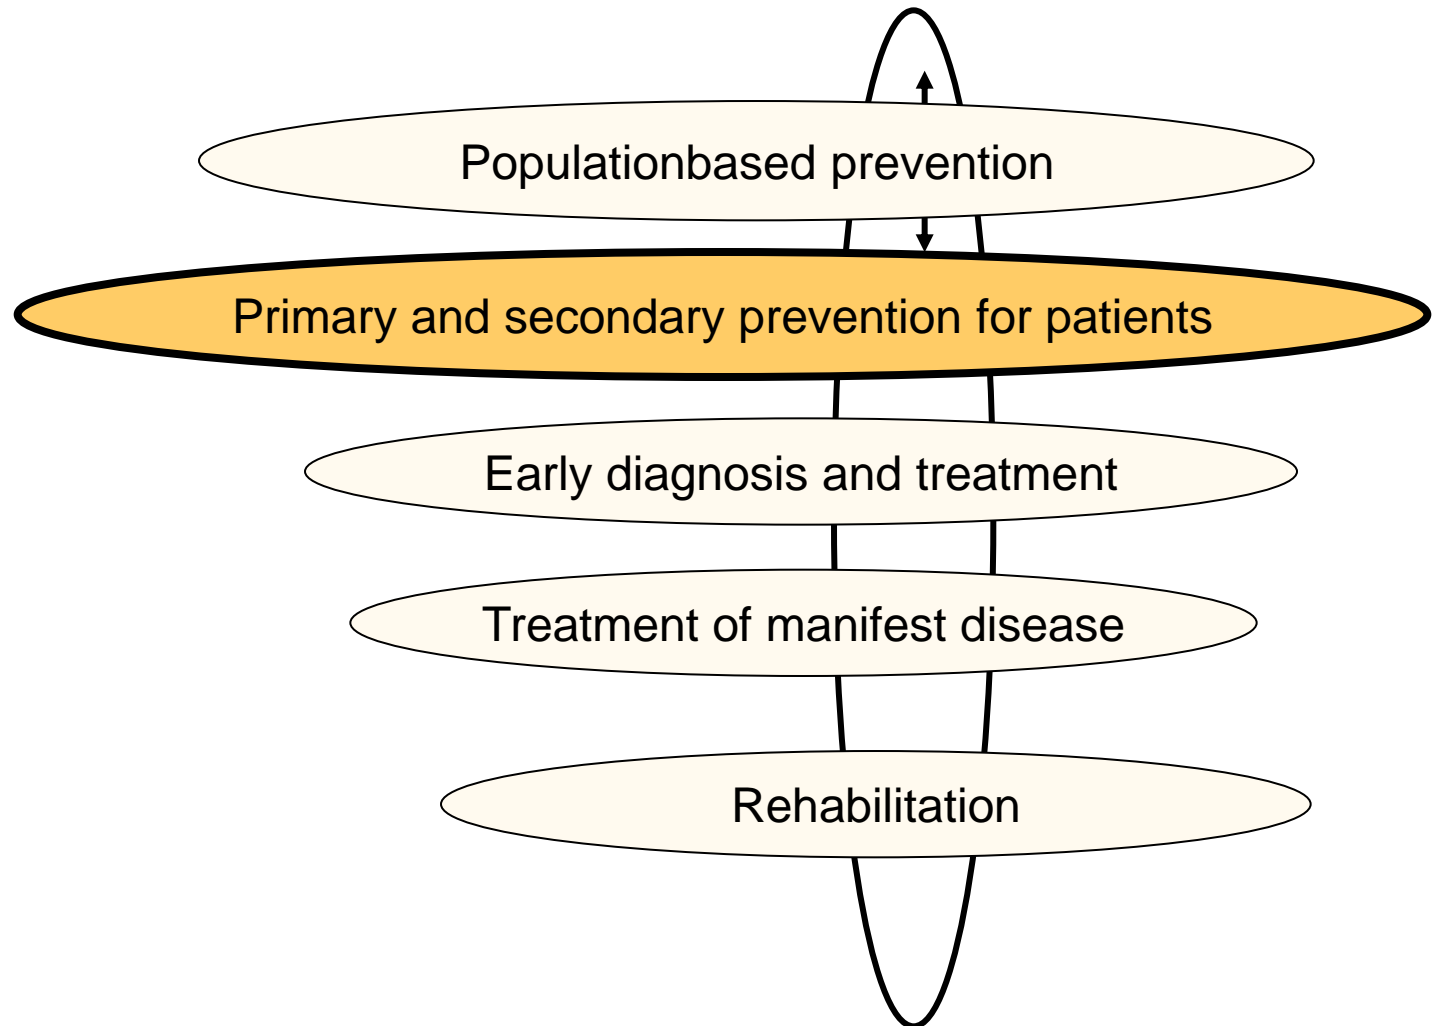 Populationbased prevention
Primary and secondary prevention for patients
Early diagnosis and treatment
Treatment of manifest disease
Rehabilitation